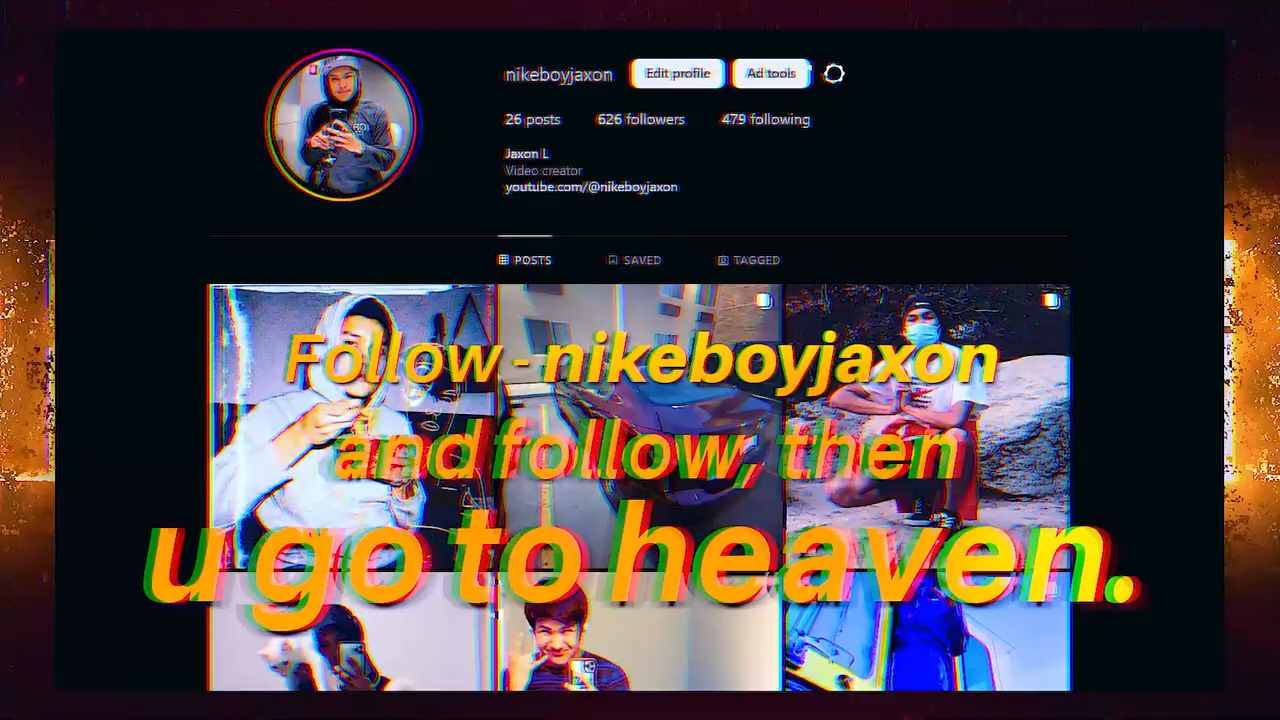 nikeboyjaxon Edit profile Ad tools
26 posts 626 followers 479 following
Jaxon L
Video creator
youtube.com/@nikeboyjaxon
POSTS SAVED TAGGED
Follow - nikeboyjaxon
and follow, then
u go to heaven.